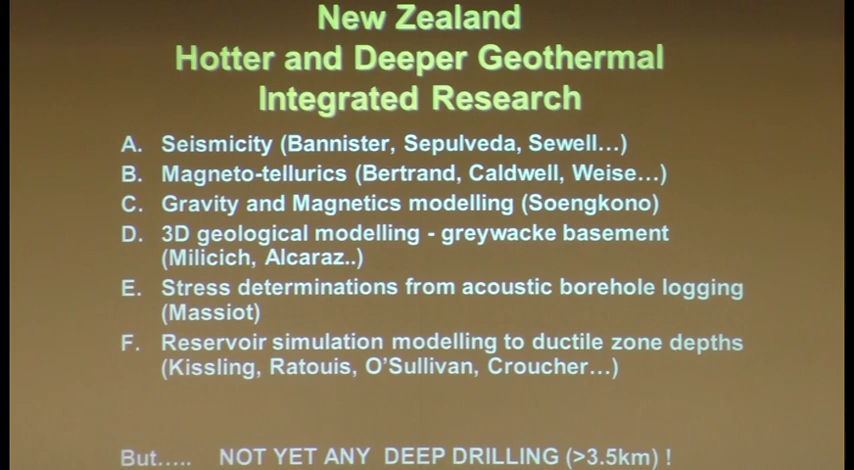 New Zealand
Hotter and Deeper Geothermal
Integrated Research
A. Seismicity (Bannister, Sepulveda, Sewell...)
B. Magneto-tellurics (Bertrand, Caldwell, Weise...)
C. Gravity and Magnetics modelling (Soengkono)
D. 3D geological modelling - greywacke basement
(Milicich, Alcaraz..)
E. Stress determinations from acoustic borehole logging
(Massiot)
F. Reservoir simulation modelling to ductile zone depths
(Kissling, Ratouis, O'Sullivan, Croucher...)
But..... NOT YET ANY DEEP DRILLING (>3.5km) !